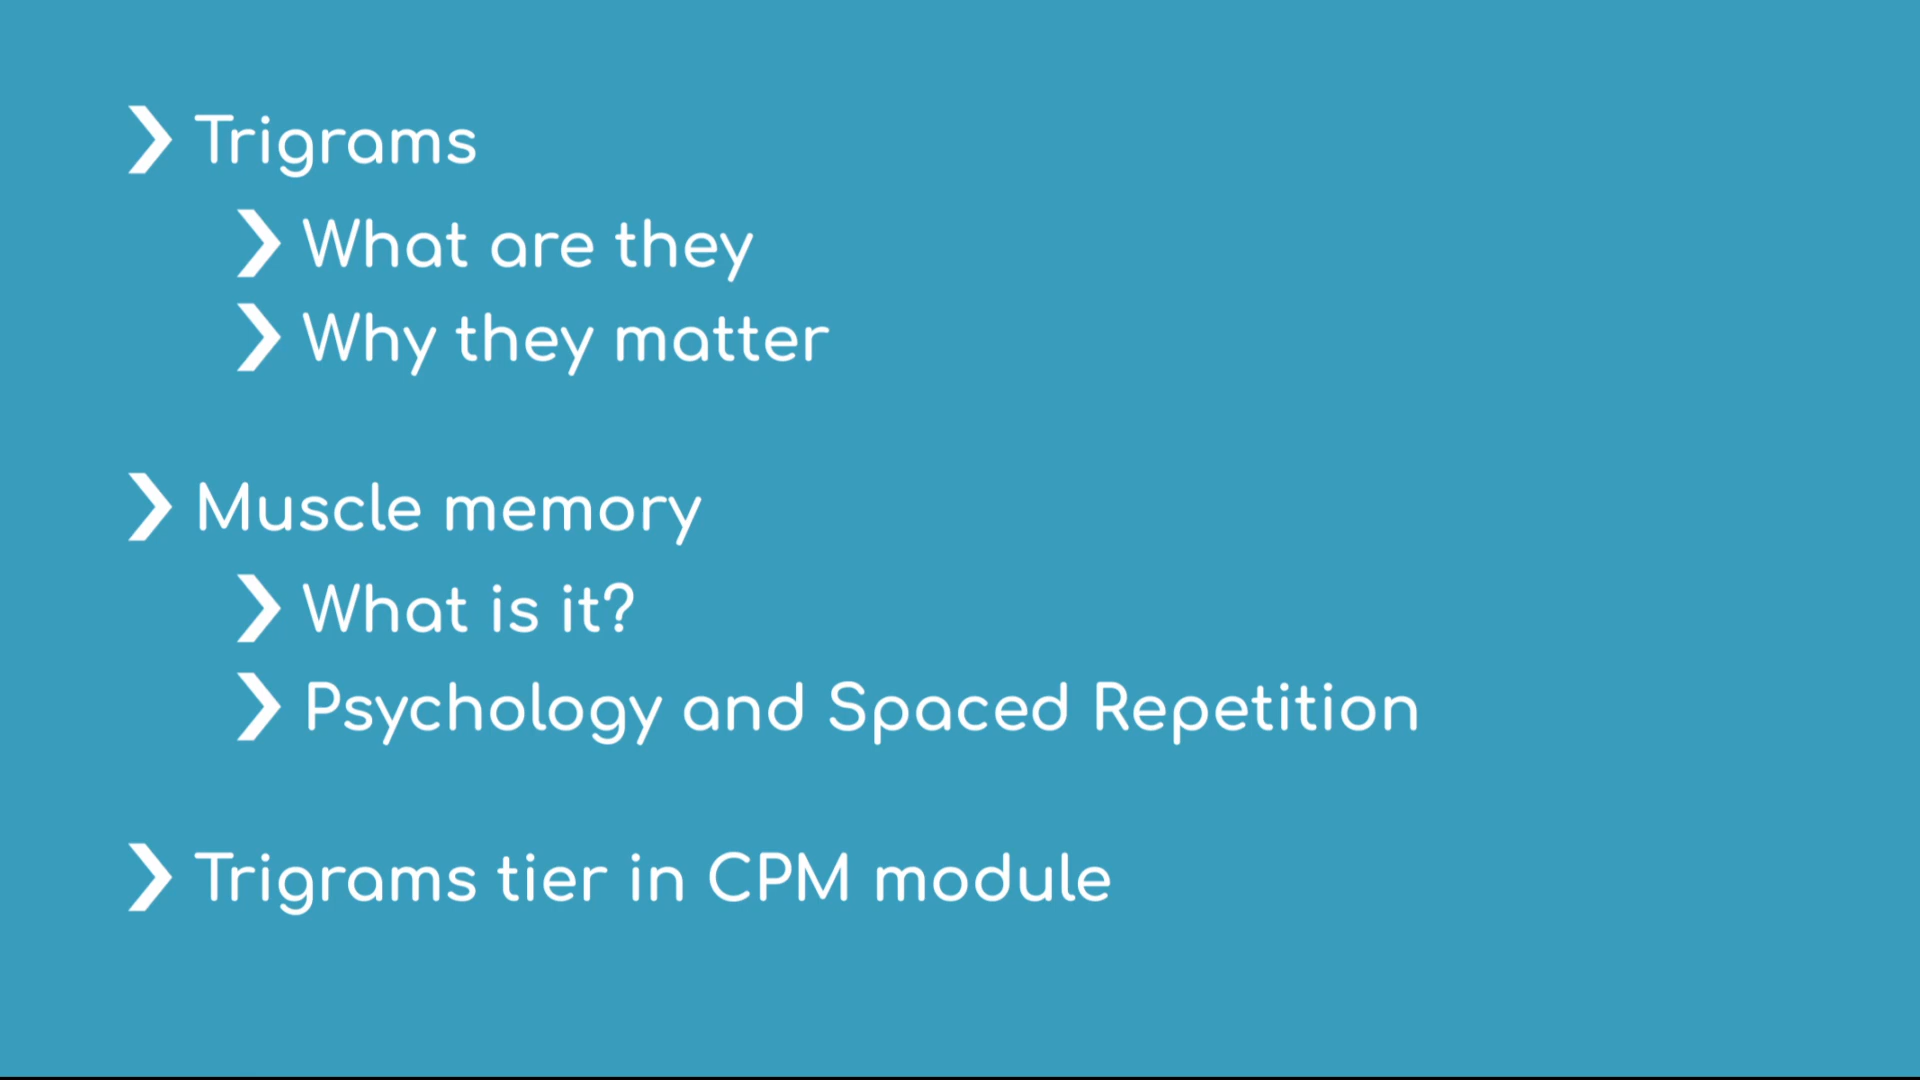 Trigrams
What are they
Why they matter
Muscle memory
What is it?
Psychology and Spaced Repetition
Trigrams tier in CPM module